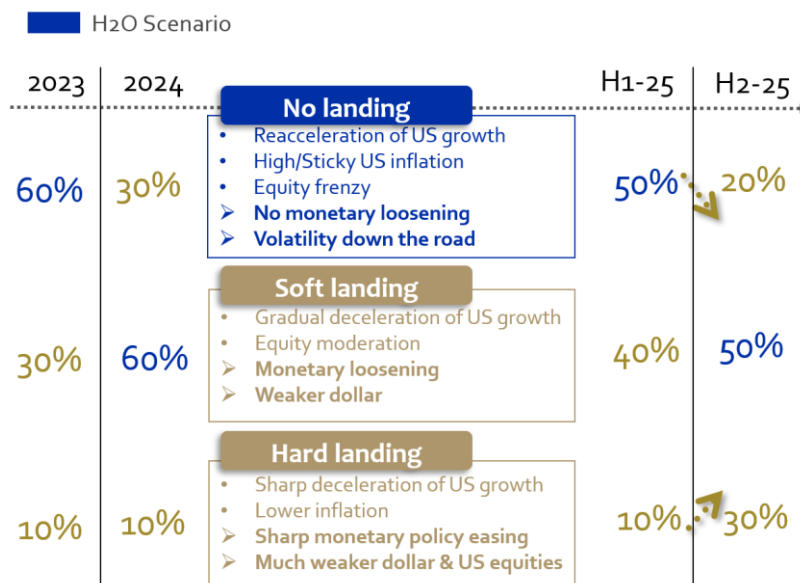 H2O Scenario
2023 2024 H1-25 H2-25
No landing
• Reacceleration of US growth
• High/Sticky US inflation
• Equity frenzy
➢ No monetary loosening
➢ Volatility down the road
60% 30% 50% 20%
Soft landing
• Gradual deceleration of US growth
• Equity moderation
➢ Monetary loosening
➢ Weaker dollar
30% 60% 40% 50%
Hard landing
• Sharp deceleration of US growth
• Lower inflation
➢ Sharp monetary policy easing
➢ Much weaker dollar & US equities
10% 10% 10% 30%